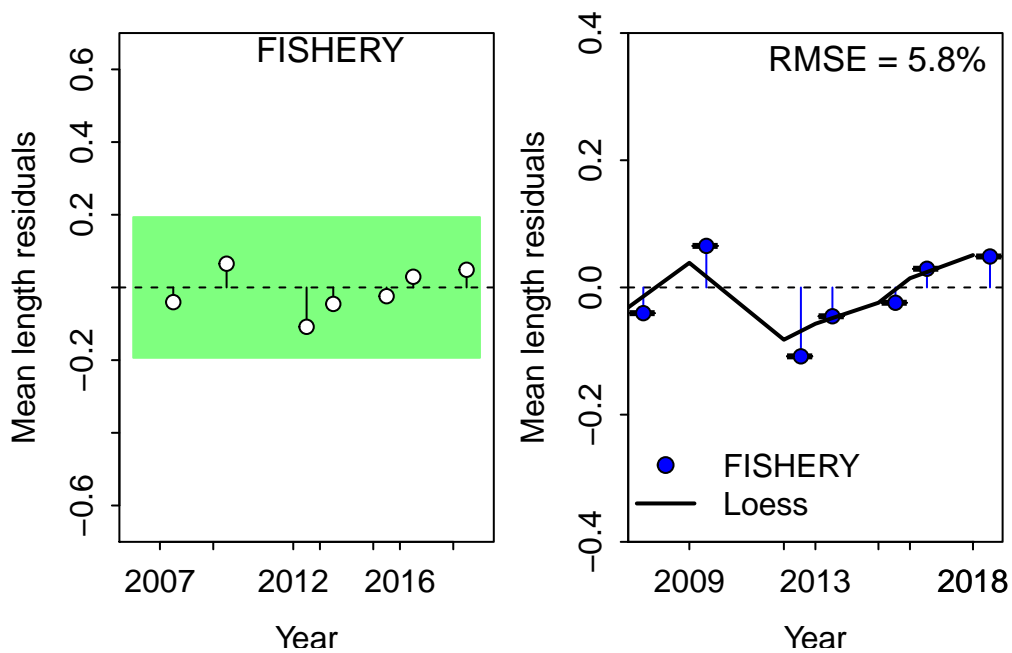 FISHERY
Mean length residuals
0.6
0.4
0.2
−0.2
−0.6
2007 2012 2016
Year
RMSE = 5.8%
Mean length residuals
0.4
0.2
0.0
−0.2
−0.4
FISHERY
Loess
2009 2013 2018
Year